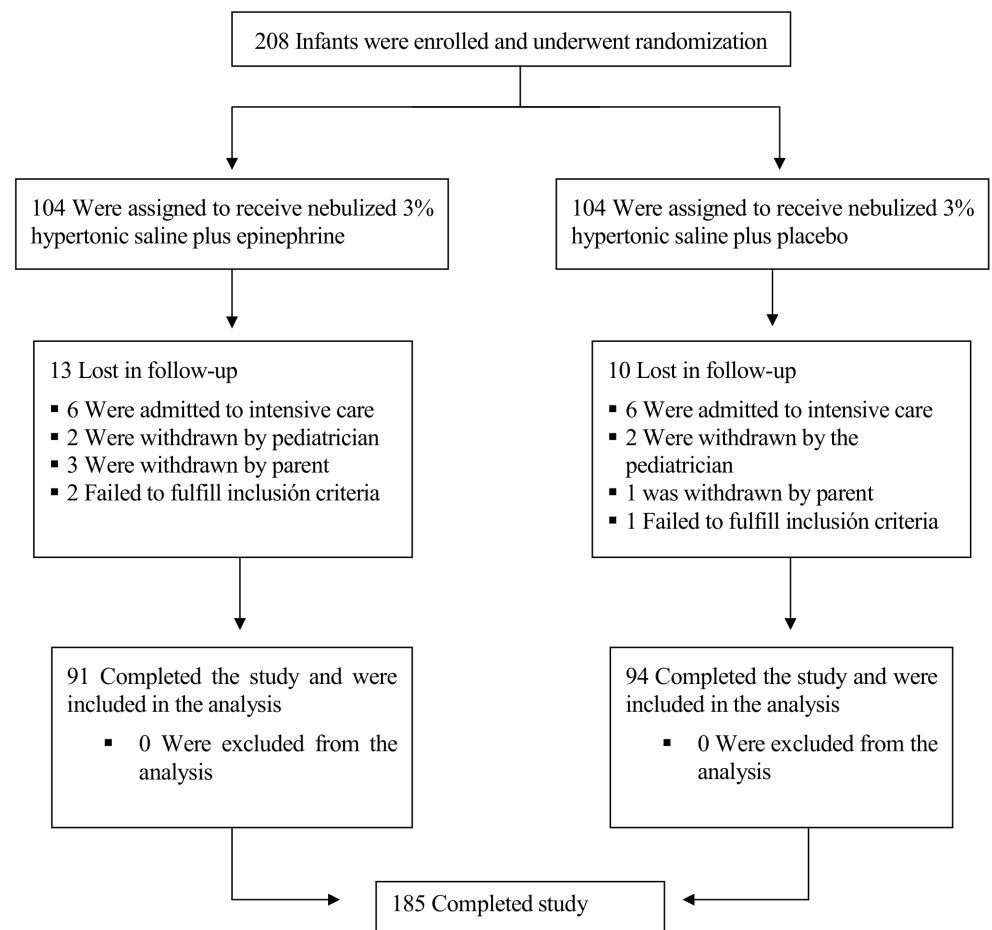 208 Infants were enrolled and underwent randomization
104 Were assigned to receive nebulized 3%
hypertonic saline plus epinephrine
104 Were assigned to receive nebulized 3%
hypertonic saline plus placebo
13 Lost in follow-up
▪ 6 Were admitted to intensive care
▪ 2 Were withdrawn by pediatrician
▪ 3 Were withdrawn by parent
▪ 2 Failed to fulfill inclusión criteria
10 Lost in follow-up
▪ 6 Were admitted to intensive care
▪ 2 Were withdrawn by the
pediatrician
▪ 1 was withdrawn by parent
▪ 1 Failed to fulfill inclusión criteria
91 Completed the study and were
included in the analysis
▪ 0 Were excluded from the
analysis
94 Completed the study and were
included in the analysis
▪ 0 Were excluded from the
analysis
185 Completed study